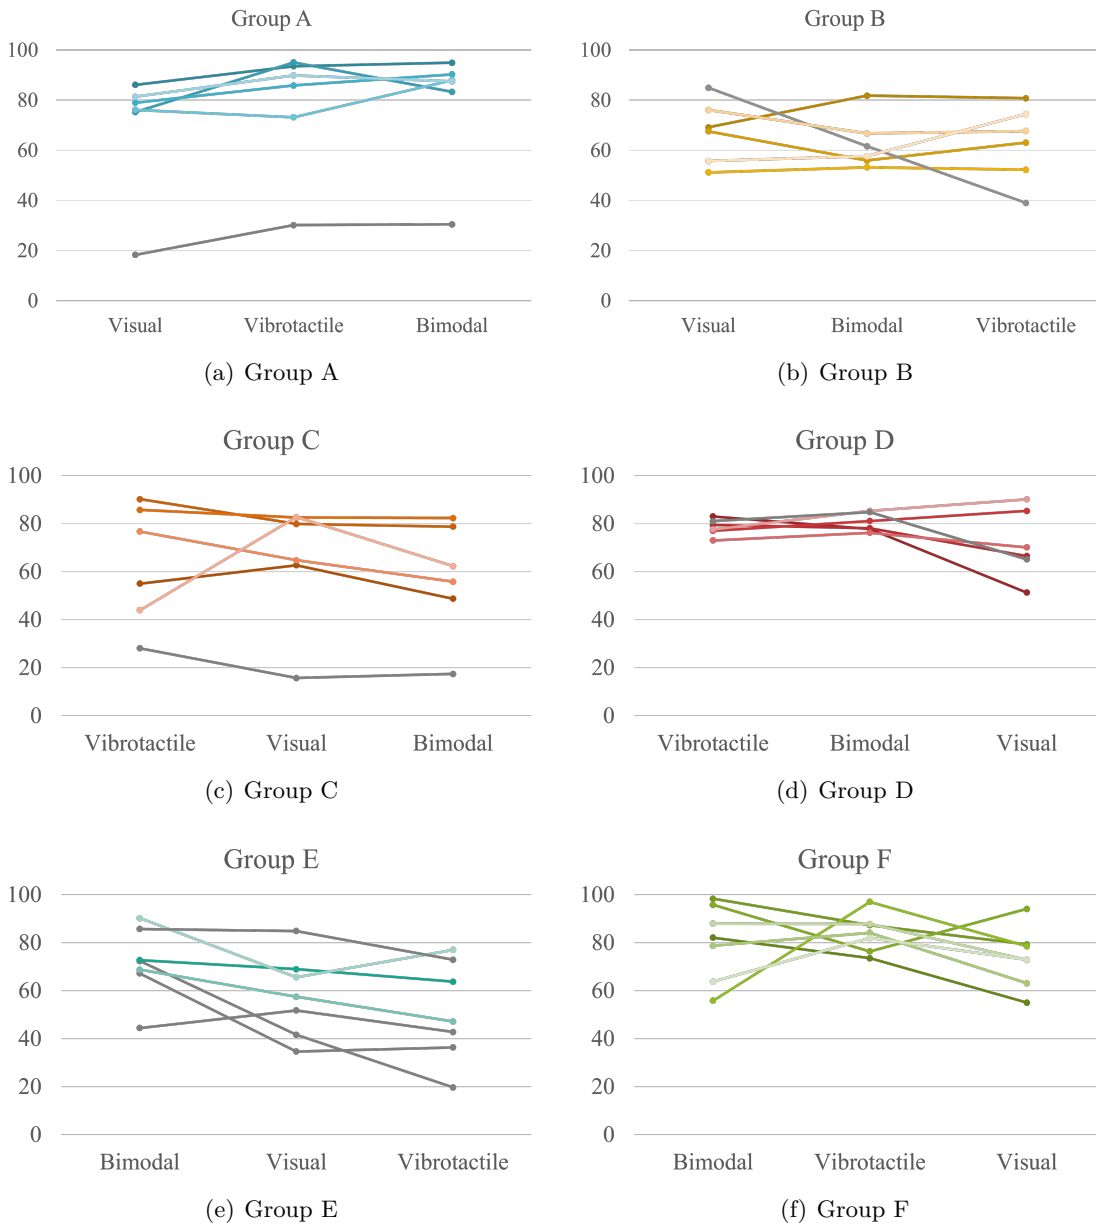 Group A
100
80
60
40
20
0
Visual Vibrotactile Bimodal
(a) Group A
Group B
100
80
60
40
20
0
Visual Bimodal Vibrotactile
(b) Group B
Group C
100
80
60
40
20
0
Vibrotactile Visual Bimodal
(c) Group C
Group D
100
80
60
40
20
0
Vibrotactile Bimodal Visual
(d) Group D
Group E
100
80
60
40
20
0
Bimodal Visual Vibrotactile
(e) Group E
Group F
100
80
60
40
20
0
Bimodal Vibrotactile Visual
(f) Group F